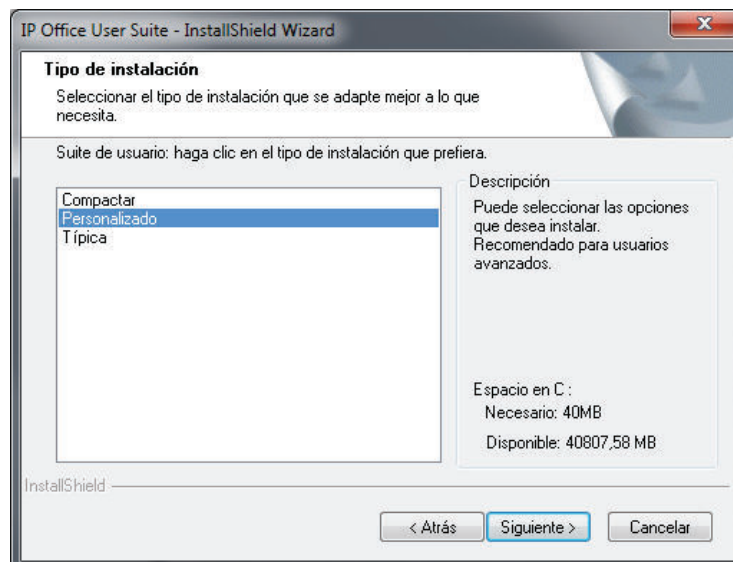 IP Office User Suite - InstallShield Wizard
Tipo de instalación
Seleccionar el tipo de instalación que se adapte mejor a lo que
necesita.
Suite de usuario: haga clic en el tipo de instalación que prefiera.
Compactar
Personalizado
Típica
Descripción
Puede seleccionar las opciones
que desea instalar.
Recomendado para usuarios
avanzados.
Espacio en C :
Necesario: 40MB
Disponible: 40807,58 MB
InstallShield
< Atrás
Siguiente >
Cancelar